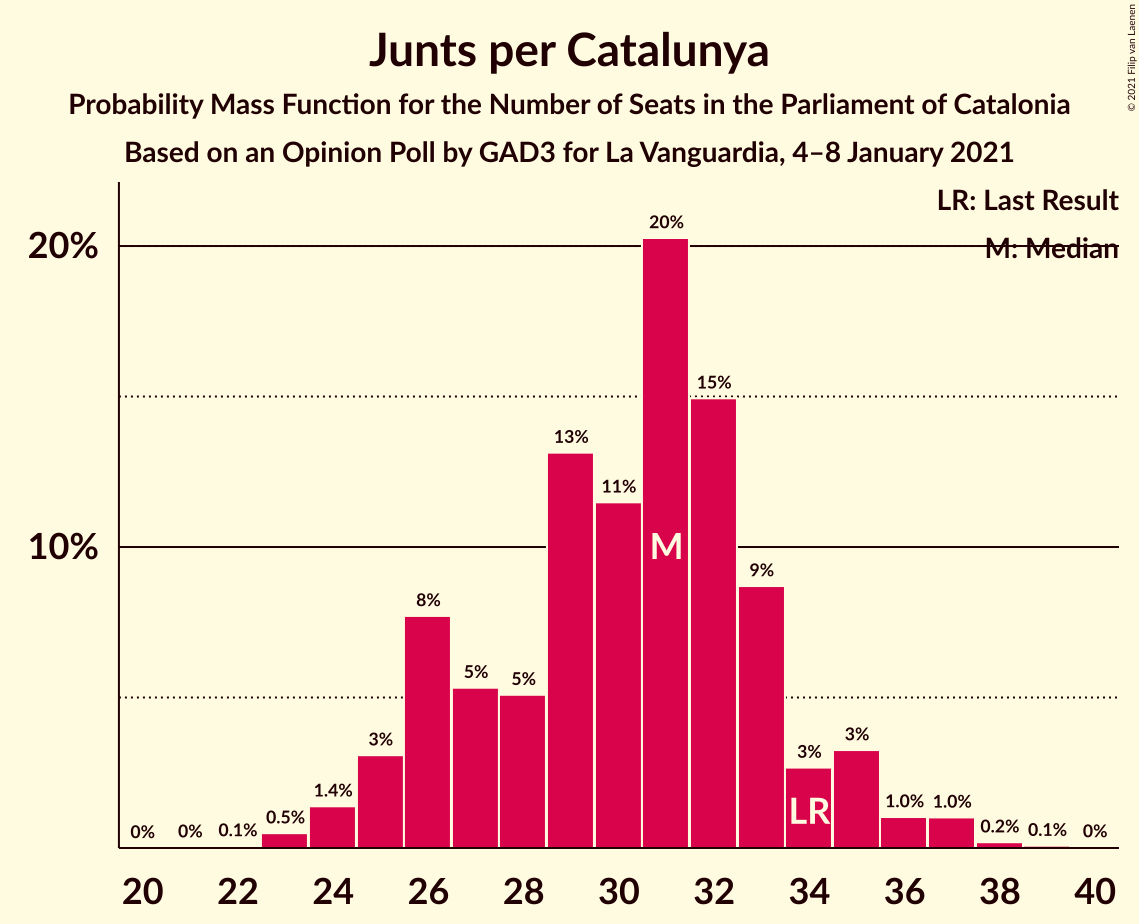 © 2021 Filip van Laenen
Junts per Catalunya
Probability Mass Function for the Number of Seats in the Parliament of Catalonia
Based on an Opinion Poll by GAD3 for La Vanguardia, 4–8 January 2021
LR: Last Result
M: Median
20%
10%
0%
0%
0.1%
0.5%
1.4%
3%
8%
5%
5%
13%
11%
20%
15%
9%
3%
3%
1.0%
1.0%
0.2%
0.1%
0%
M
LR
20 22 24 26 28 30 32 34 36 38 40